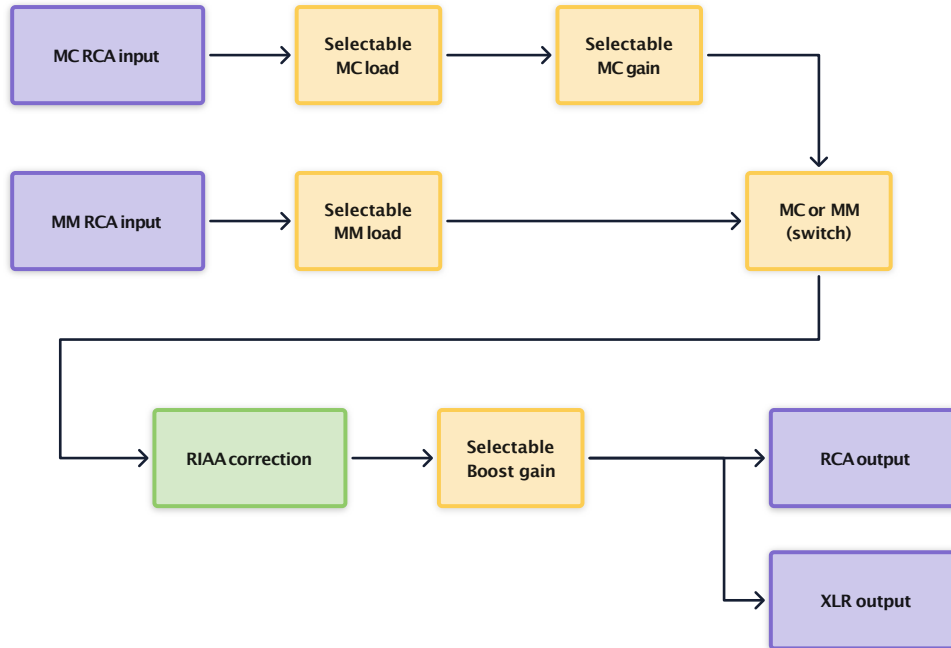 MC RCA input
Selectable
MC load
Selectable
MC gain
MM RCA input
Selectable
MM load
MC or MM
(switch)
RIAA correction
Selectable
Boost gain
RCA output
XLR output